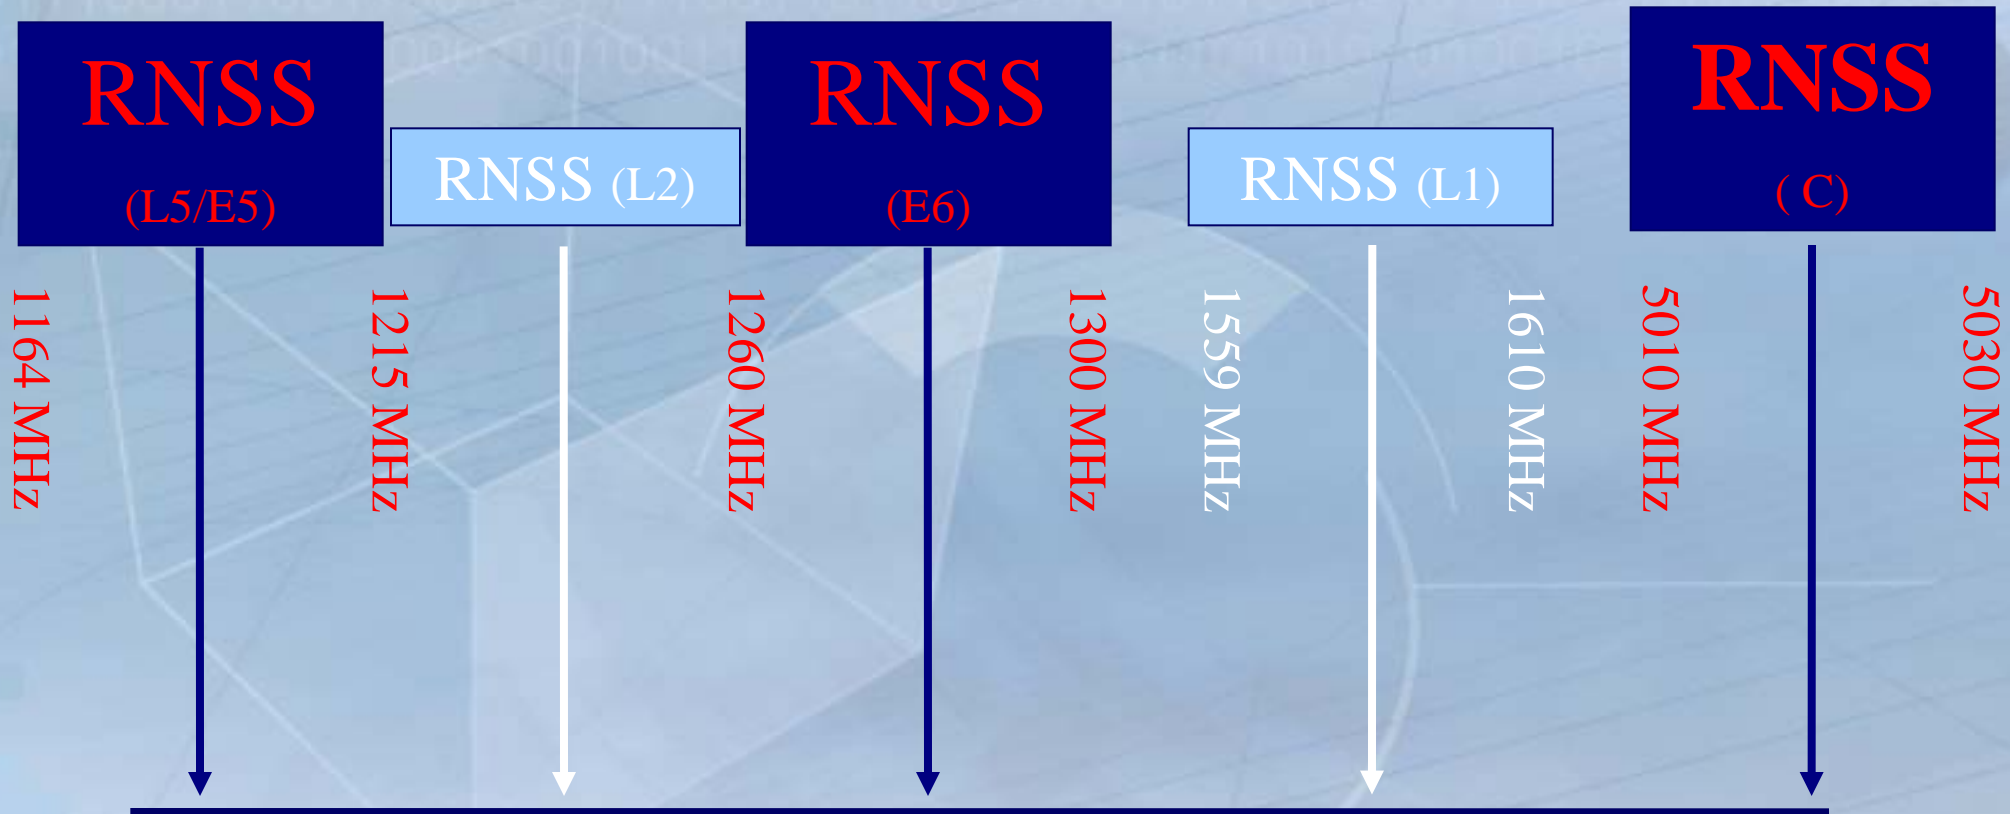 RNSS
(L5/E5)
RNSS (L2)
RNSS
(E6)
RNSS (L1)
RNSS
( C)
1164 MHz
1215 MHz
1260 MHz
1300 MHz
1559 MHz
1610 MHz
5010 MHz
5030 MHz